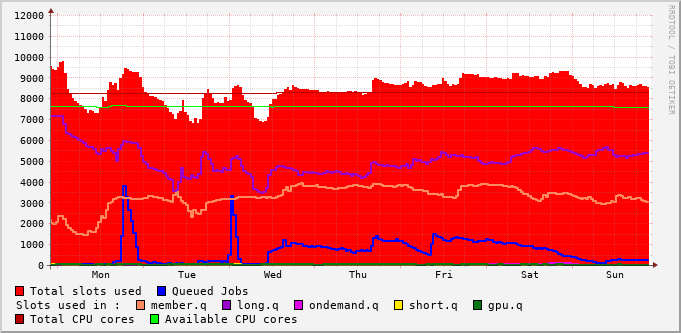 12000
11000
10000
9000
8000
7000
6000
5000
4000
3000
2000
1000
0
Mon Tue Wed Thu Fri Sat Sun
RRDTOOL / TOBI OETIKER
Total slots used Queued Jobs
Slots used in : member.q long.q ondemand.q short.q gpu.q
Total CPU cores Available CPU cores